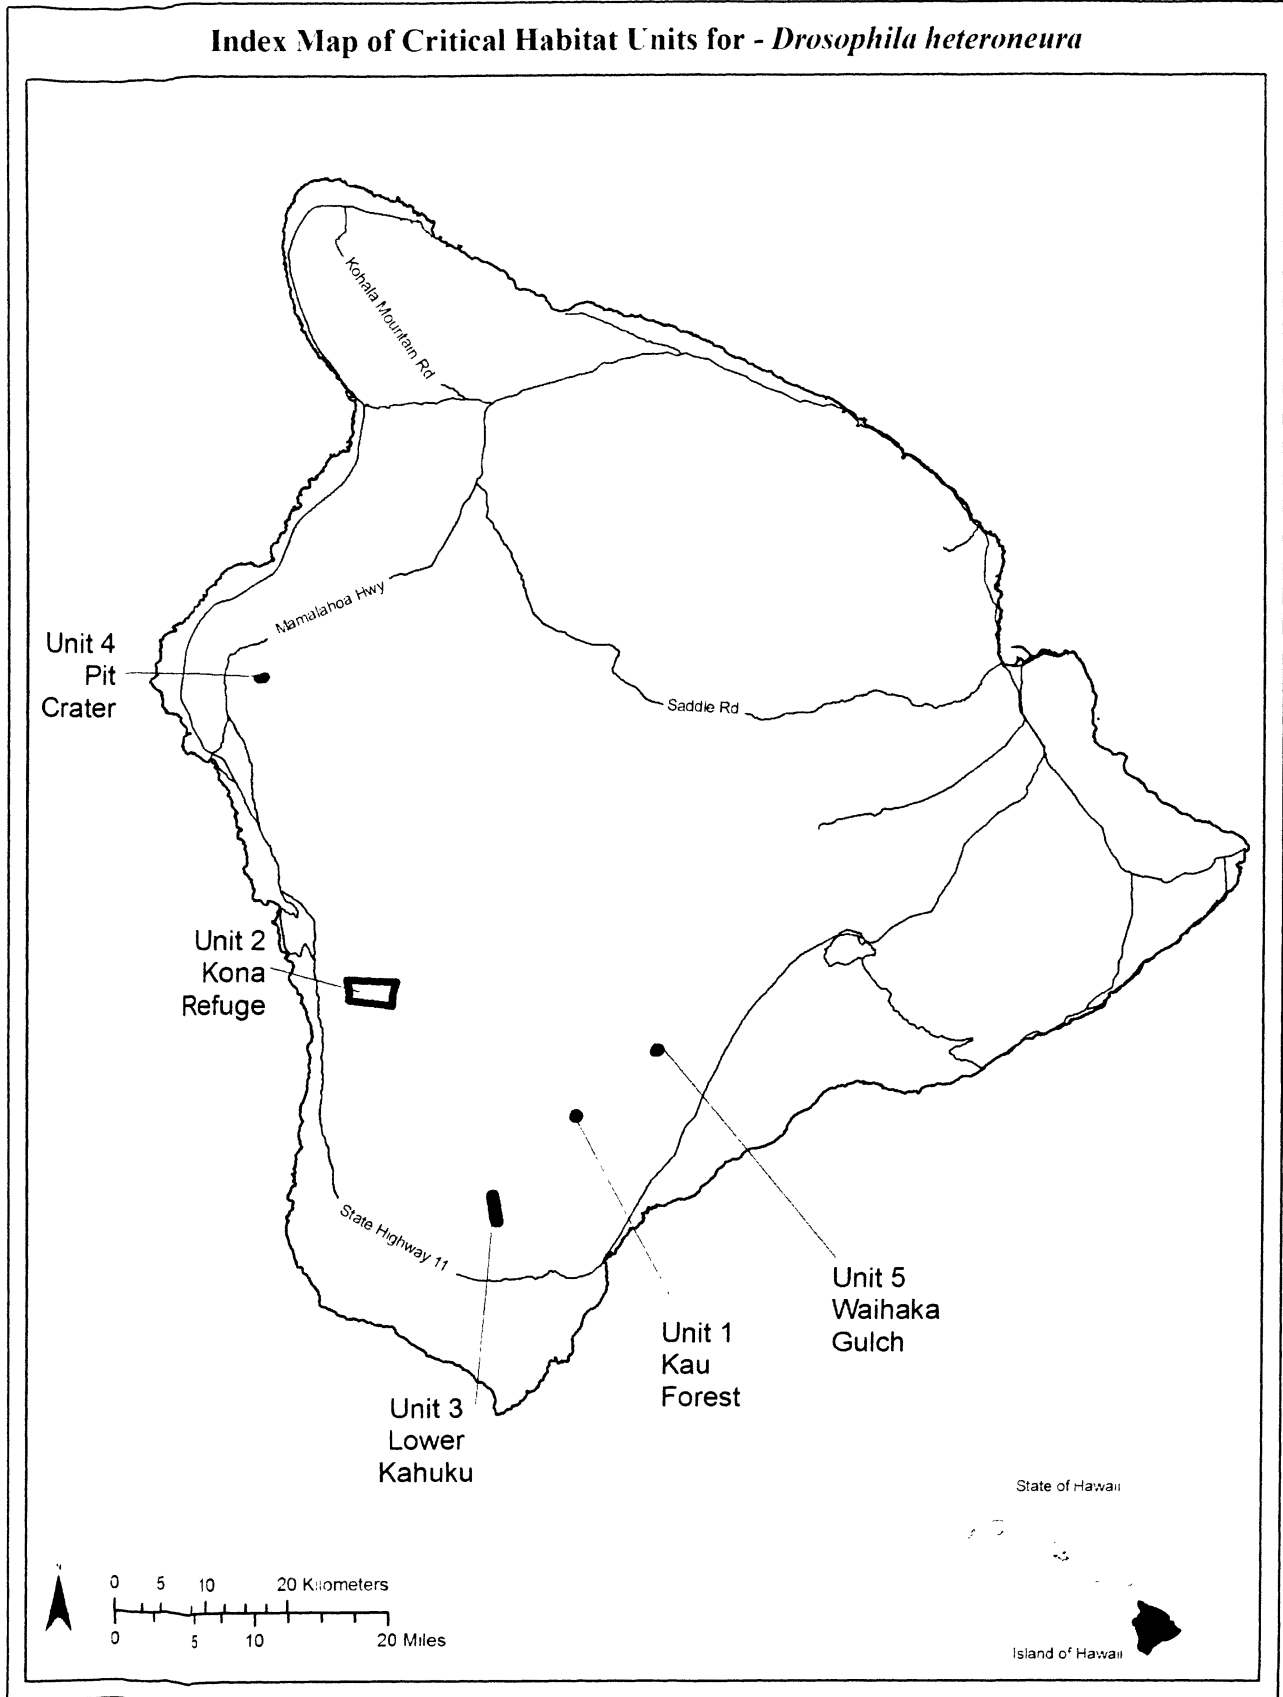 Index Map of Critical Habitat Units for - Drosophila heteroneura
Kohala Mountain Rd
Mamalahoa Hwy
Unit 4
Pit
Crater
Saddle Rd
Unit 2
Kona
Refuge
State Highway 11
Unit 5
Waihaka
Gulch
Unit 1
Kau
Forest
Unit 3
Lower
Kahuku
State of Hawaii
N
0 5 10 20 Kilometers
0 5 10 20 Miles
Island of Hawaii